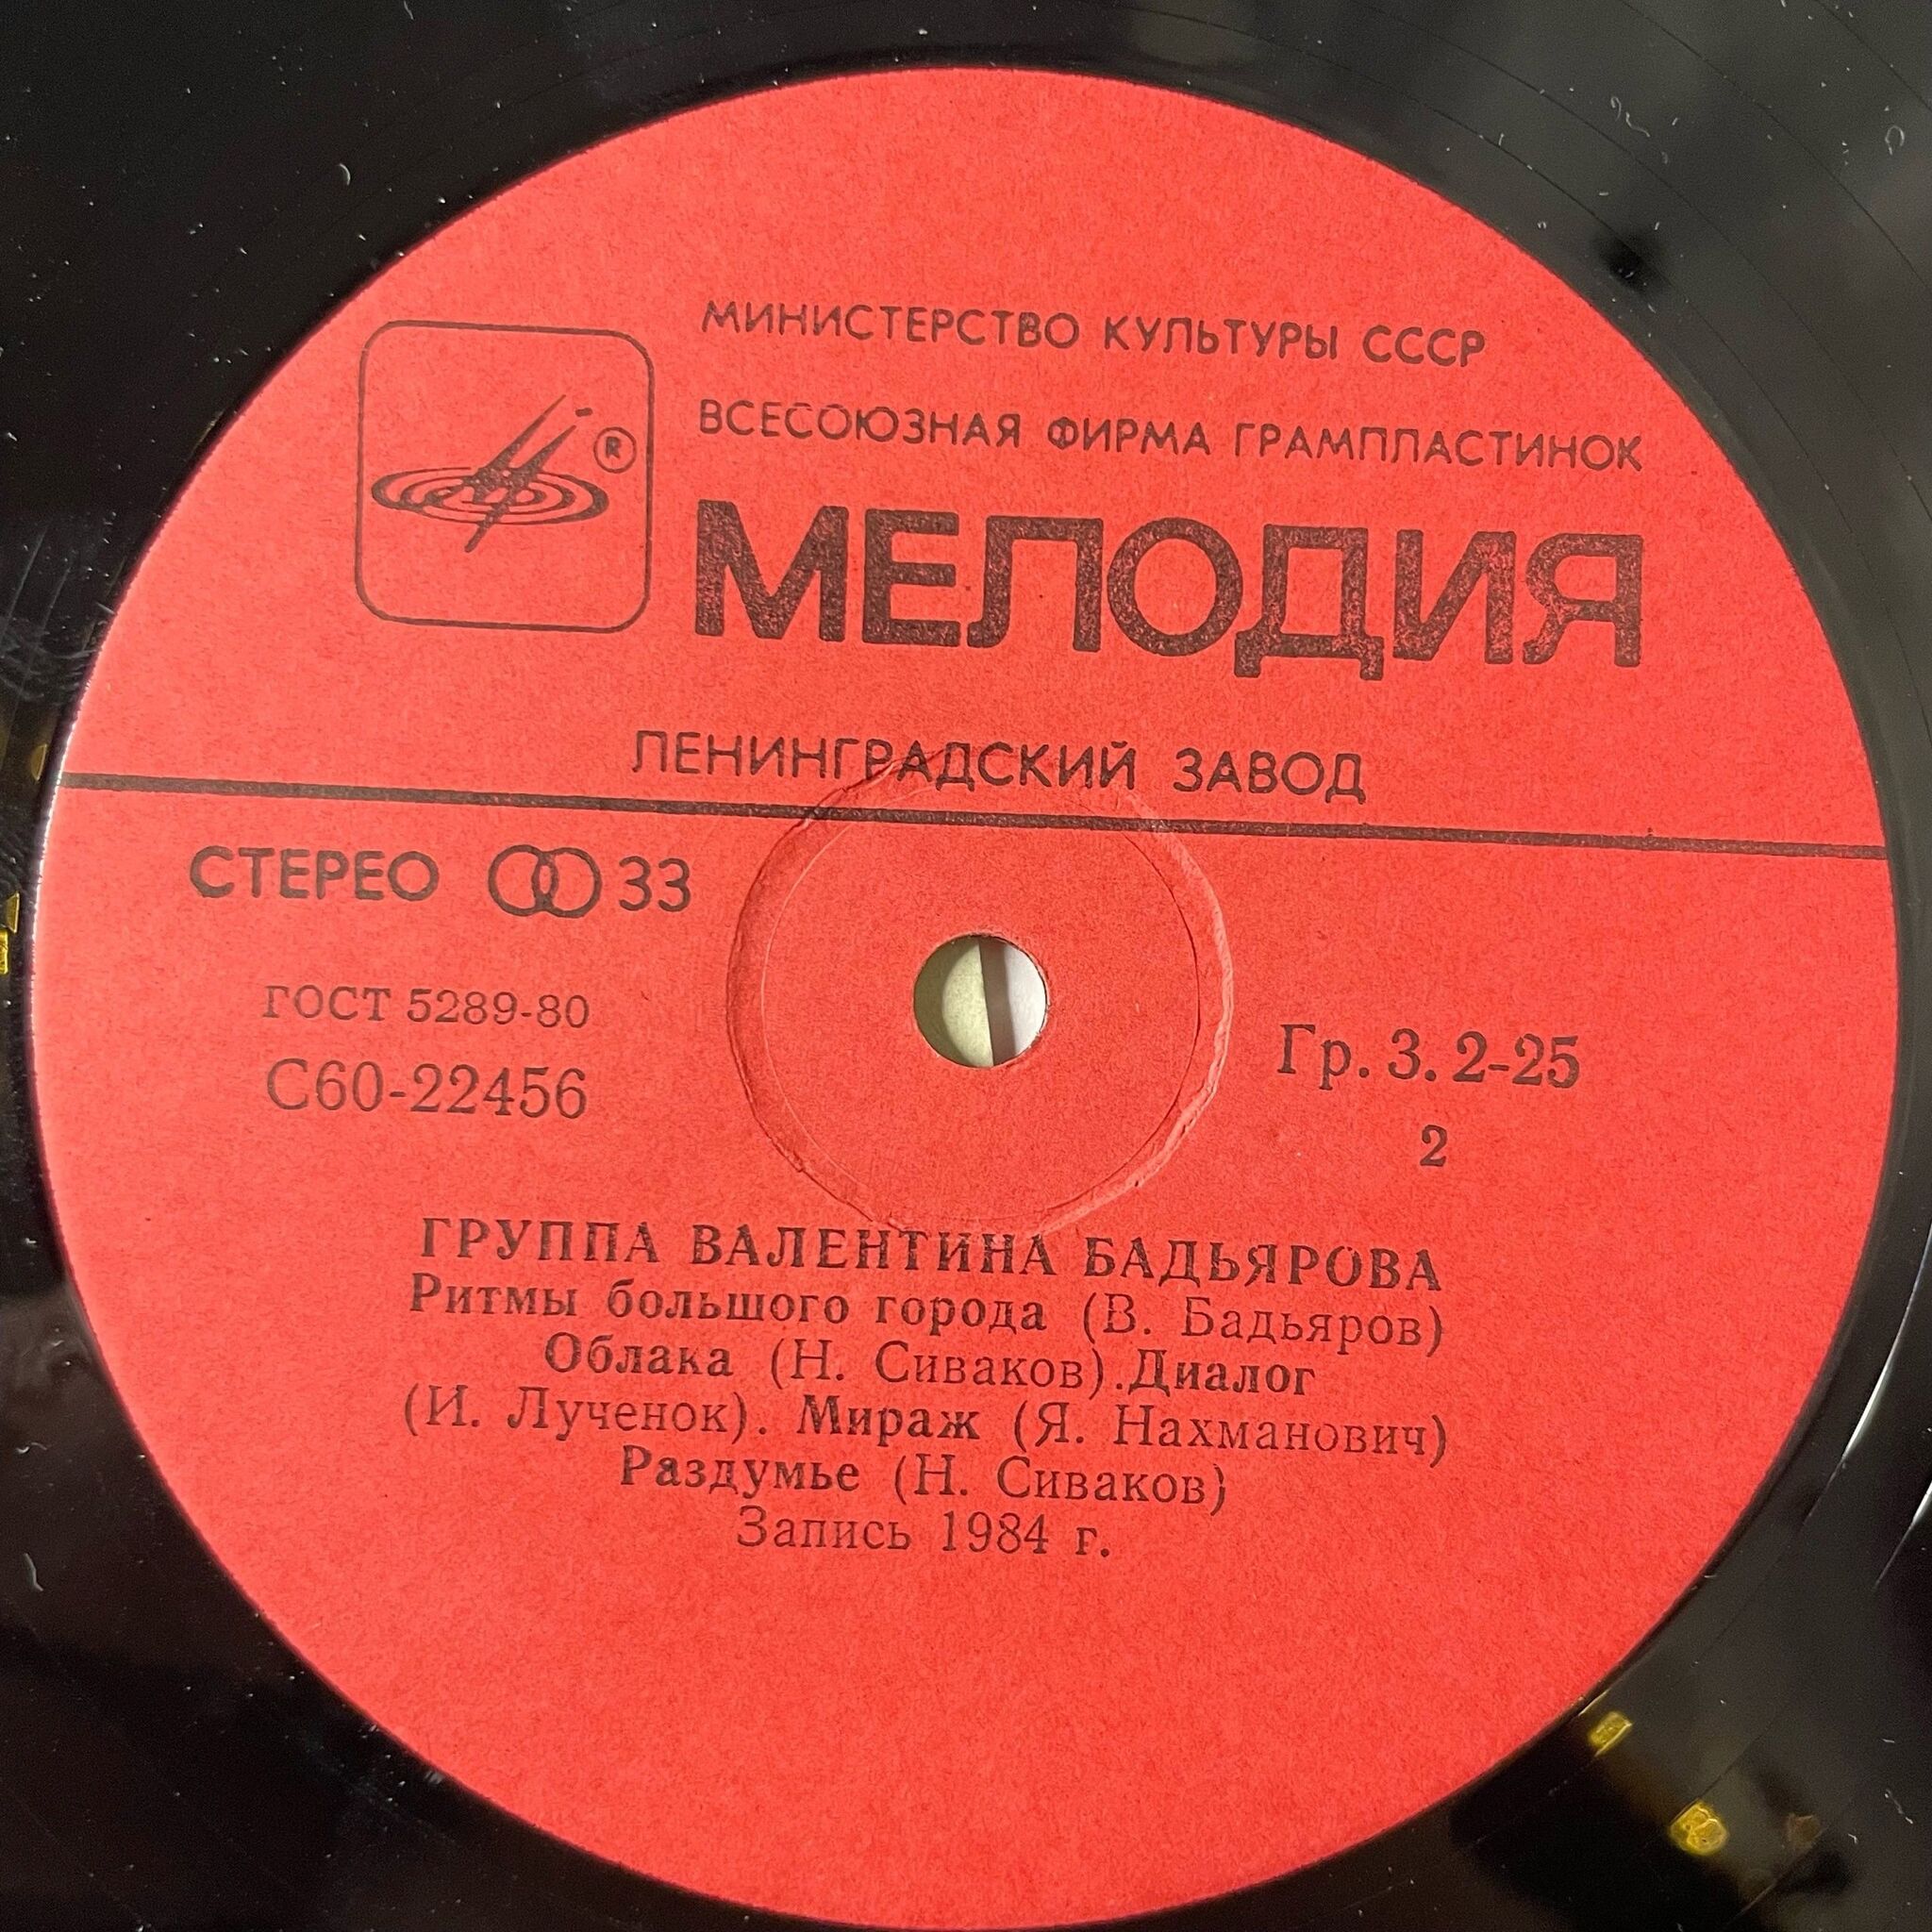 МИНИСТЕРСТВО КУЛЬТУРЫ СССР
ВСЕСОЮЗНАЯ ФИРМА ГРАМПЛАСТИНОК
®
МЕЛОДИЯ
ЛЕНИНГРАДСКИЙ ЗАВОД
СТЕРЕО 33
ГОСТ 5289-80
С60-22456
Гр. 3. 2-25
2
ГРУППА ВАЛЕНТИНА БАДЬЯРОВА
Ритмы большого города (В. Бадьяров)
Облака (Н. Сиваков).Диалог
(И. Лученок). Мираж (Я. Нахманович)
Раздумье (Н. Сиваков)
Запись 1984 г.